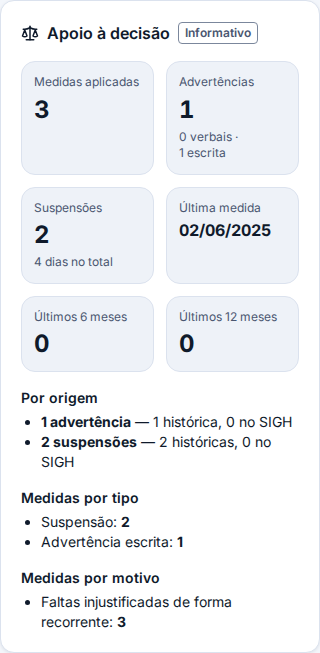 Apoio à decisão Informativo
Medidas aplicadas
3
Advertências
1
0 verbais ·
1 escrita
Suspensões
2
4 dias no total
Última medida
02/06/2025
Últimos 6 meses
0
Últimos 12 meses
0
Por origem
• 1 advertência — 1 histórica, 0 no SIGH
• 2 suspensões — 2 históricas, 0 no
SIGH
Medidas por tipo
• Suspensão: 2
• Advertência escrita: 1
Medidas por motivo
• Faltas injustificadas de forma
recorrente: 3